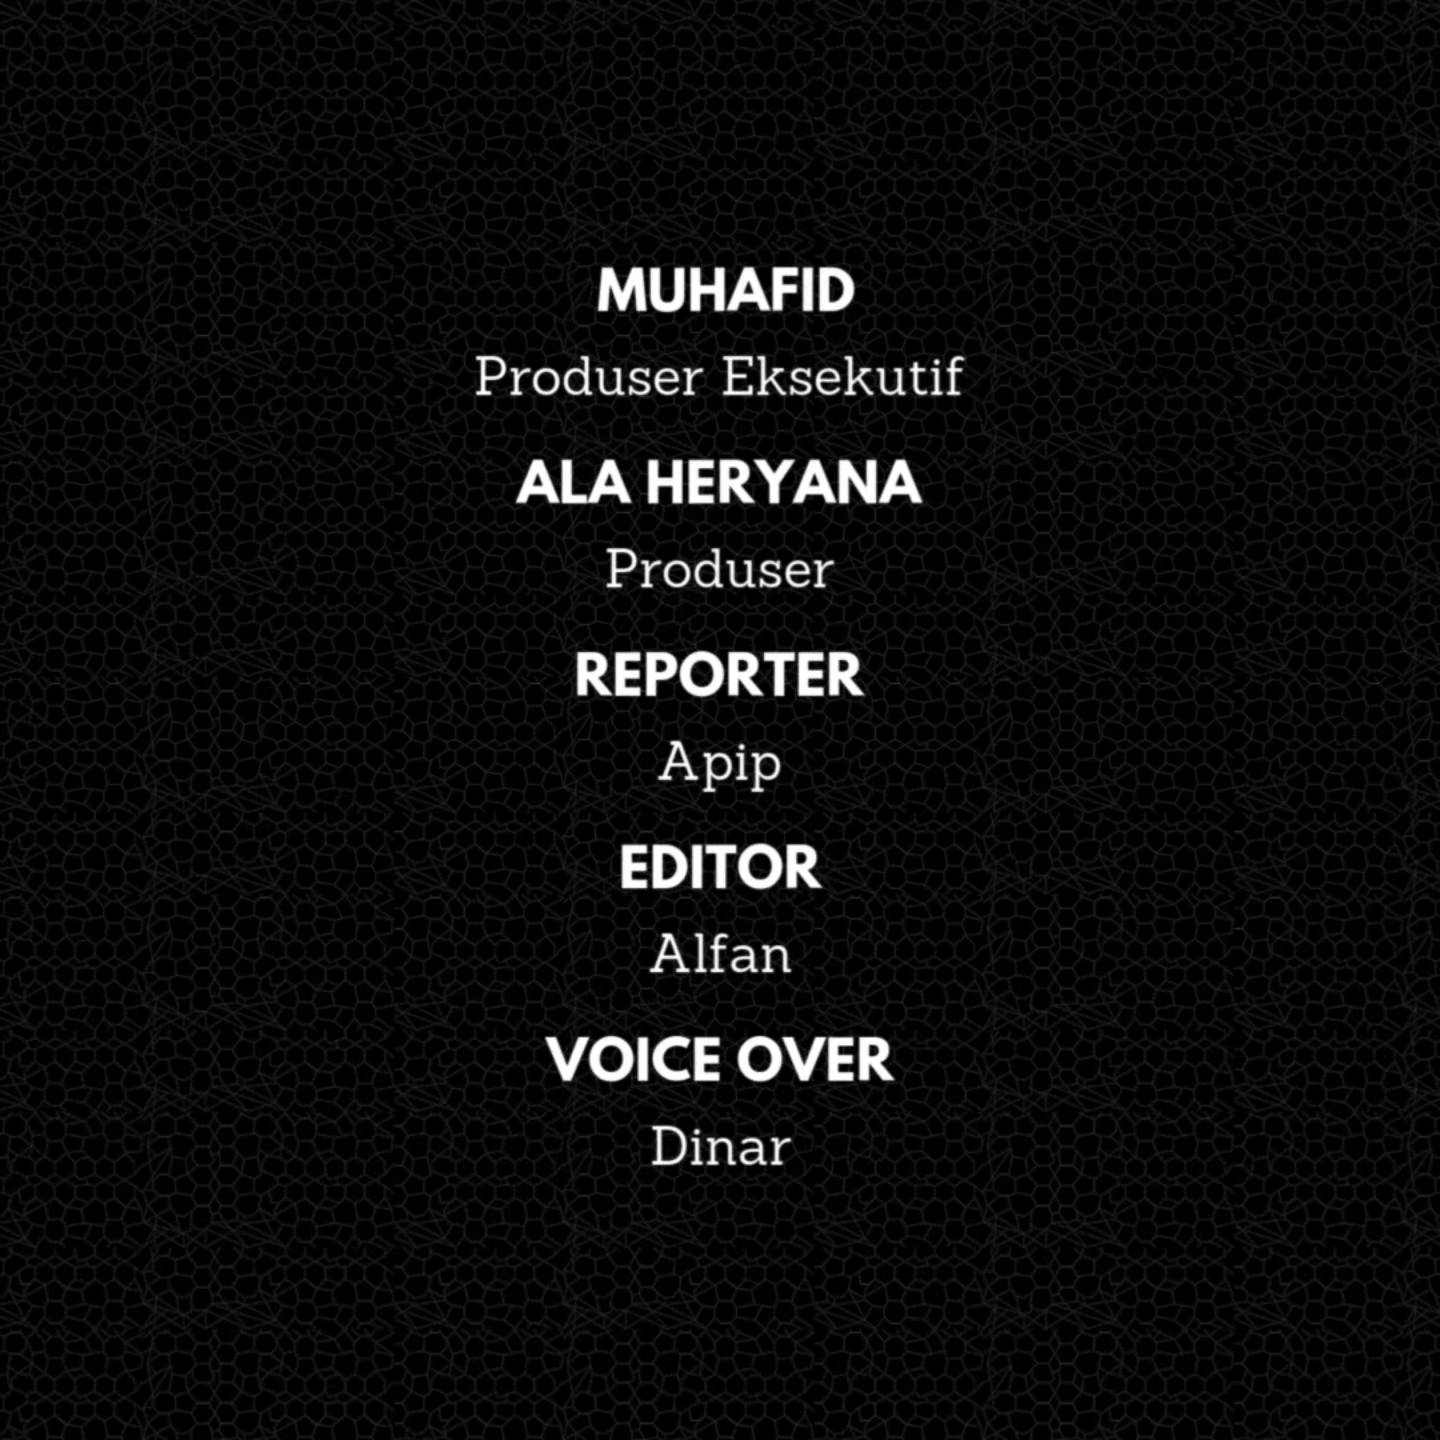 MUHAFID
Produser Eksekutif
ALA HERYANA
Produser
REPORTER
Apip
EDITOR
Alfan
VOICE OVER
Dinar